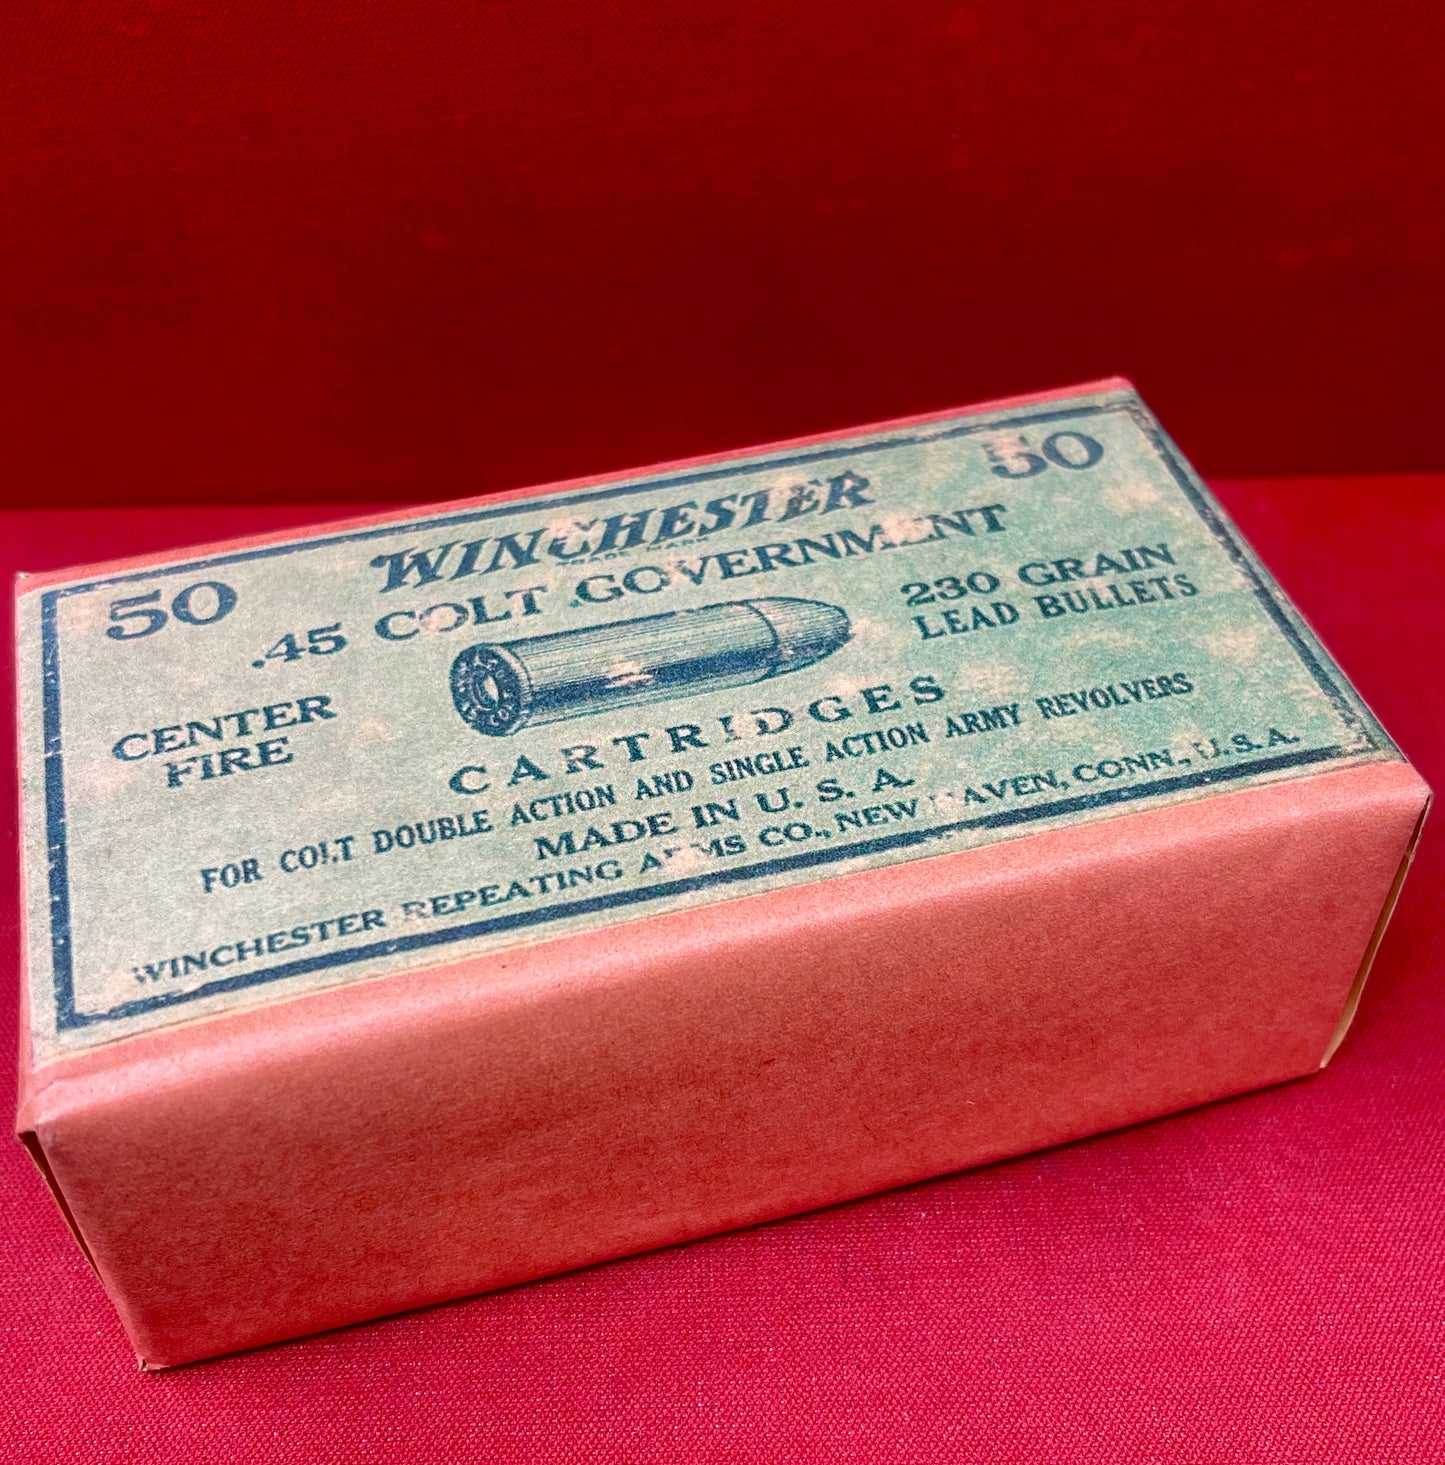 50 WINCHESTER 50
TRADE MARK
.45 COLT GOVERNMENT
CENTER
FIRE
230 GRAIN
LEAD BULLETS
CARTRIDGES
FOR COLT DOUBLE ACTION AND SINGLE ACTION ARMY REVOLVERS
MADE IN U. S. A.
WINCHESTER REPEATING ARMS CO., NEW HAVEN, CONN., U.S.A.